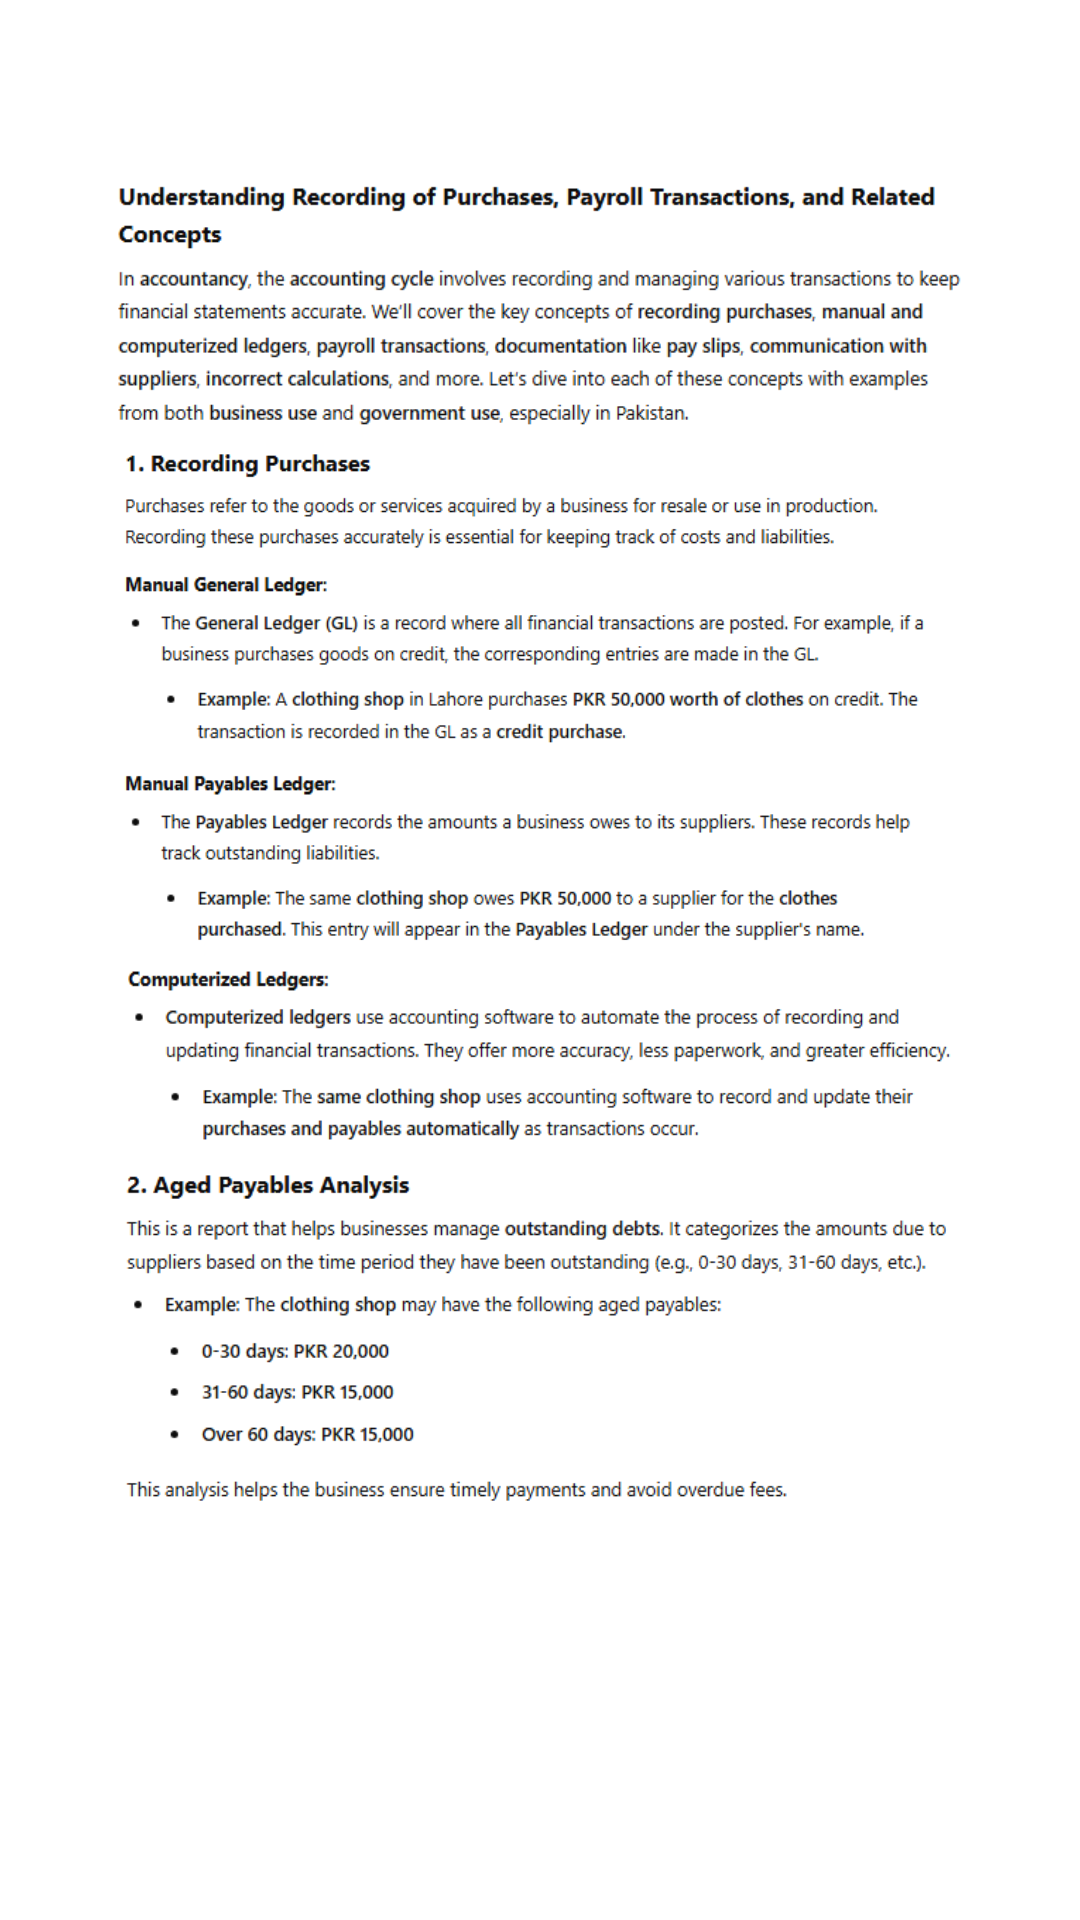 Understanding Recording of Purchases, Payroll Transactions, and Related
Concepts
In accountancy, the accounting cycle involves recording and managing various transactions to keep
financial statements accurate. We'll cover the key concepts of recording purchases, manual and
computerized ledgers, payroll transactions, documentation like pay slips, communication with
suppliers, incorrect calculations, and more. Let's dive into each of these concepts with examples
from both business use and government use, especially in Pakistan.
1. Recording Purchases
Purchases refer to the goods or services acquired by a business for resale or use in production.
Recording these purchases accurately is essential for keeping track of costs and liabilities.
Manual General Ledger:
• The General Ledger (GL) is a record where all financial transactions are posted. For example, if a
business purchases goods on credit, the corresponding entries are made in the GL.
• Example: A clothing shop in Lahore purchases PKR 50,000 worth of clothes on credit. The
transaction is recorded in the GL as a credit purchase.
Manual Payables Ledger:
• The Payables Ledger records the amounts a business owes to its suppliers. These records help
track outstanding liabilities.
• Example: The same clothing shop owes PKR 50,000 to a supplier for the clothes
purchased. This entry will appear in the Payables Ledger under the supplier's name.
Computerized Ledgers:
• Computerized ledgers use accounting software to automate the process of recording and
updating financial transactions. They offer more accuracy, less paperwork, and greater efficiency.
• Example: The same clothing shop uses accounting software to record and update their
purchases and payables automatically as transactions occur.
2. Aged Payables Analysis
This is a report that helps businesses manage outstanding debts. It categorizes the amounts due to
suppliers based on the time period they have been outstanding (e.g., 0-30 days, 31-60 days, etc.).
• Example: The clothing shop may have the following aged payables:
• 0-30 days: PKR 20,000
• 31-60 days: PKR 15,000
• Over 60 days: PKR 15,000
This analysis helps the business ensure timely payments and avoid overdue fees.